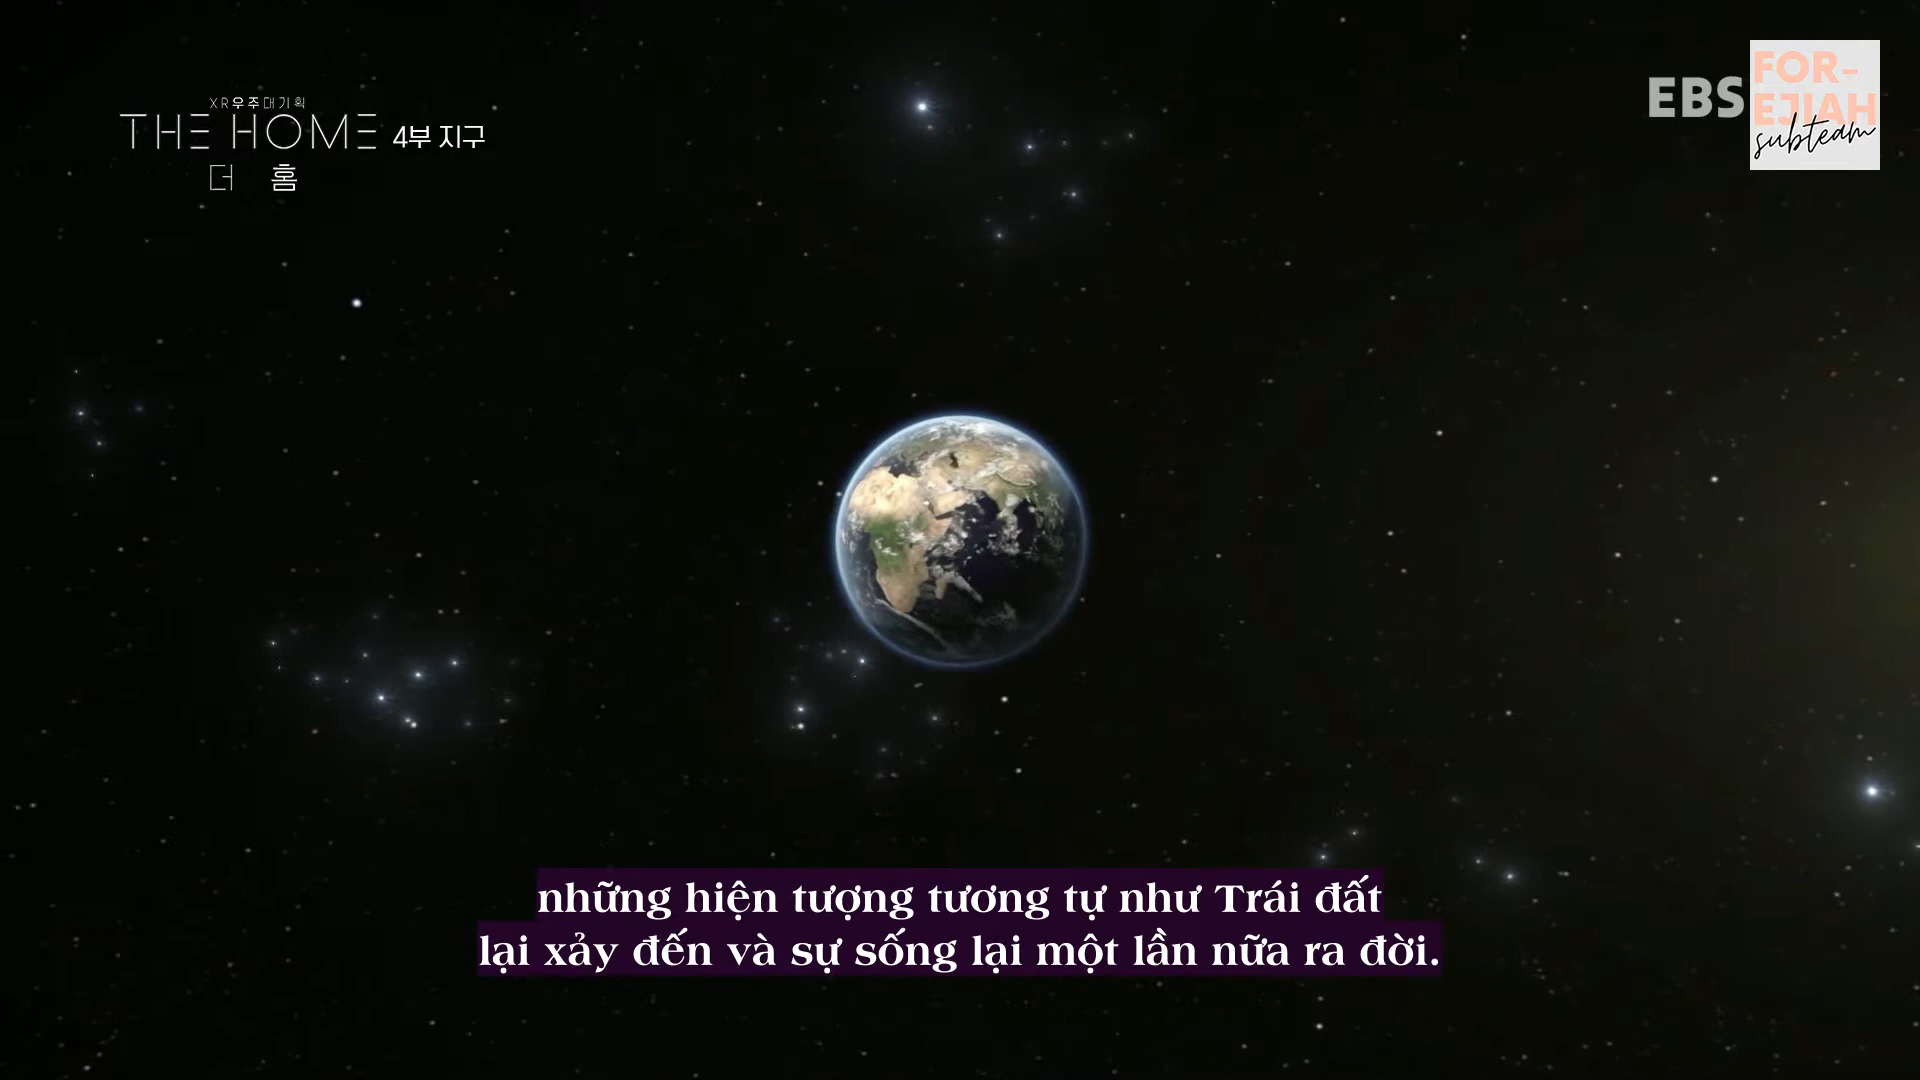 XR우주대기획
THE HOME 4부 지구
더 홈
EBS
FOR-
EJIAH
subteam
những hiện tượng tương tự như Trái đất
lại xảy đến và sự sống lại một lần nữa ra đời.